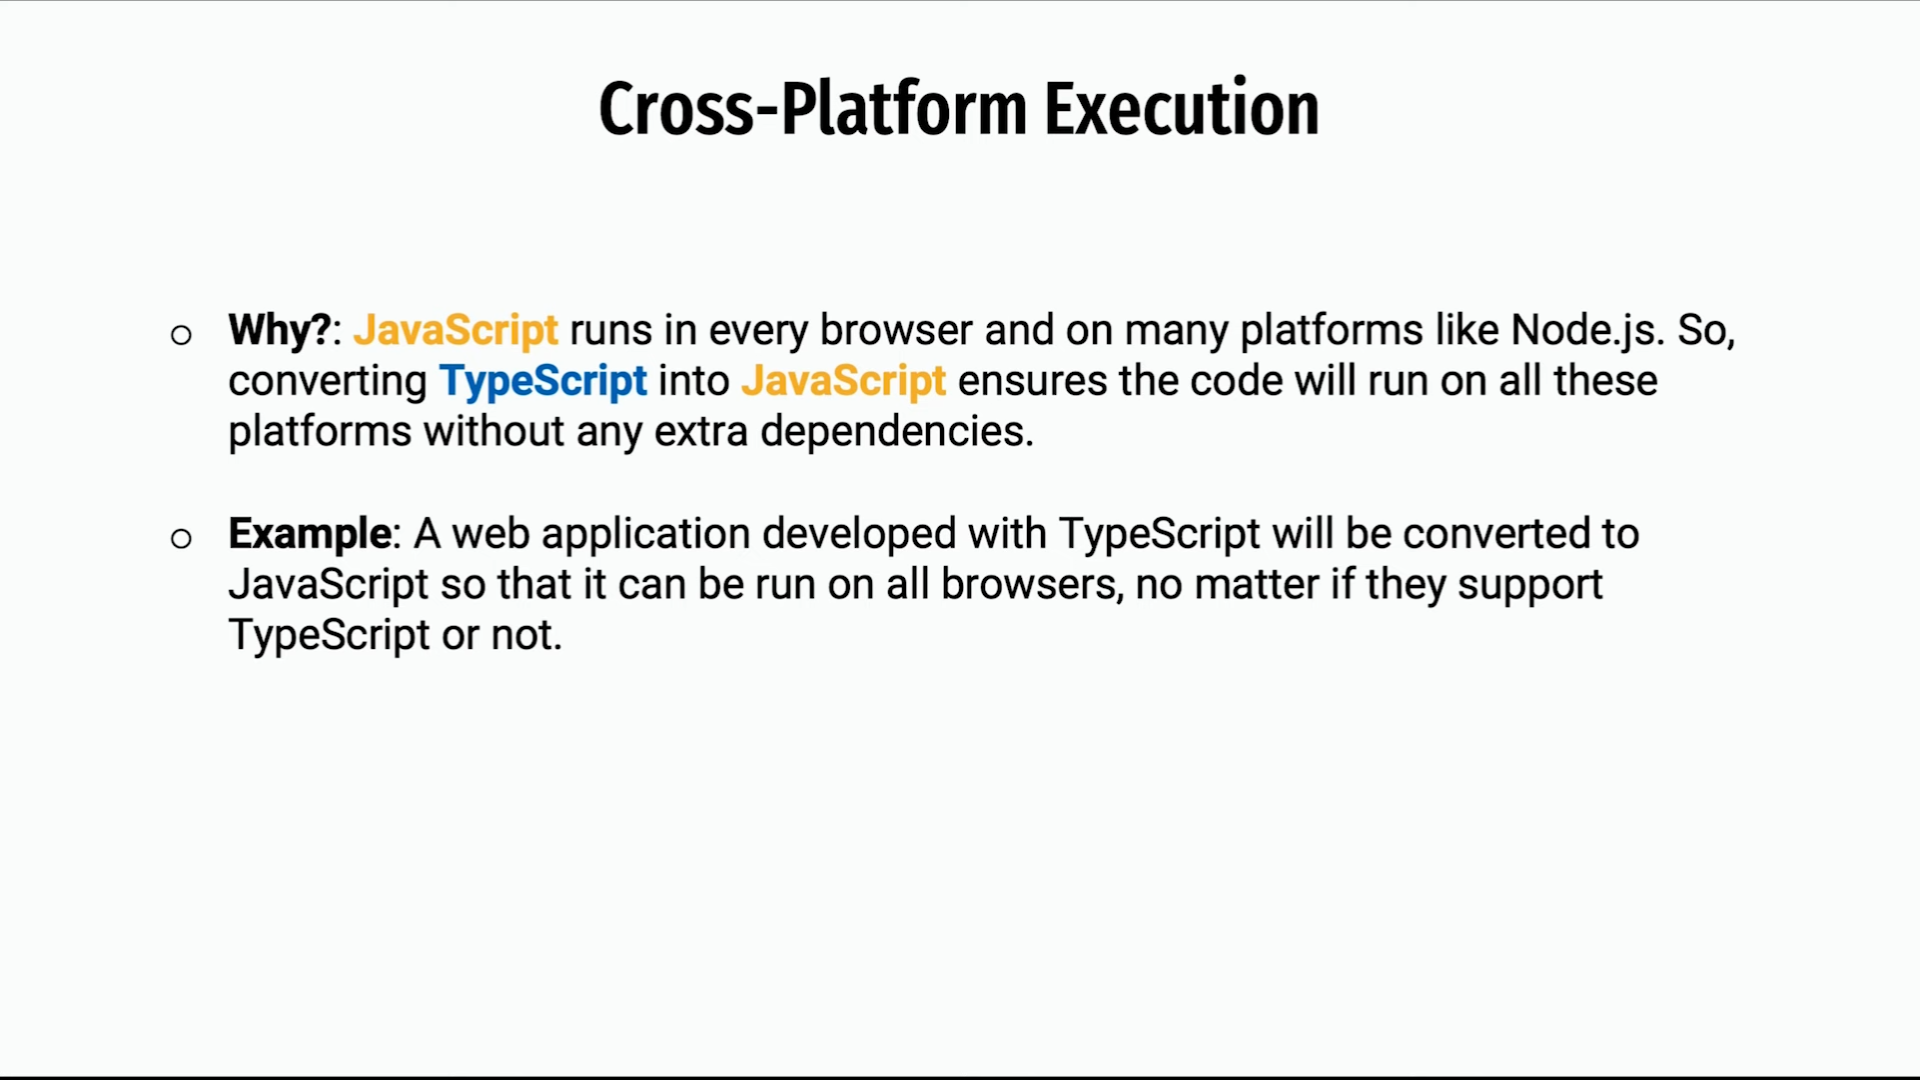 Cross-Platform Execution
Why?: JavaScript runs in every browser and on many platforms like Node.js. So,
converting TypeScript into JavaScript ensures the code will run on all these
platforms without any extra dependencies.
Example: A web application developed with TypeScript will be converted to
JavaScript so that it can be run on all browsers, no matter if they support
TypeScript or not.